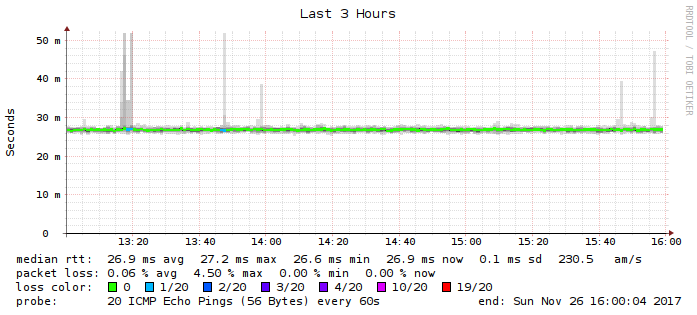 Last 3 Hours
RRDTOOL / TOBI OETIKER
Seconds
50 m
40 m
30 m
20 m
10 m
0
13:20 13:40 14:00 14:20 14:40 15:00 15:20 15:40 16:00
median rtt: 26.9 ms avg 27.2 ms max 26.6 ms min 26.9 ms now 0.1 ms sd 230.5 am/s
packet loss: 0.06 % avg 4.50 % max 0.00 % min 0.00 % now
loss color: 0 1/20 2/20 3/20 4/20 10/20 19/20
probe: 20 ICMP Echo Pings (56 Bytes) every 60s end: Sun Nov 26 16:00:04 2017